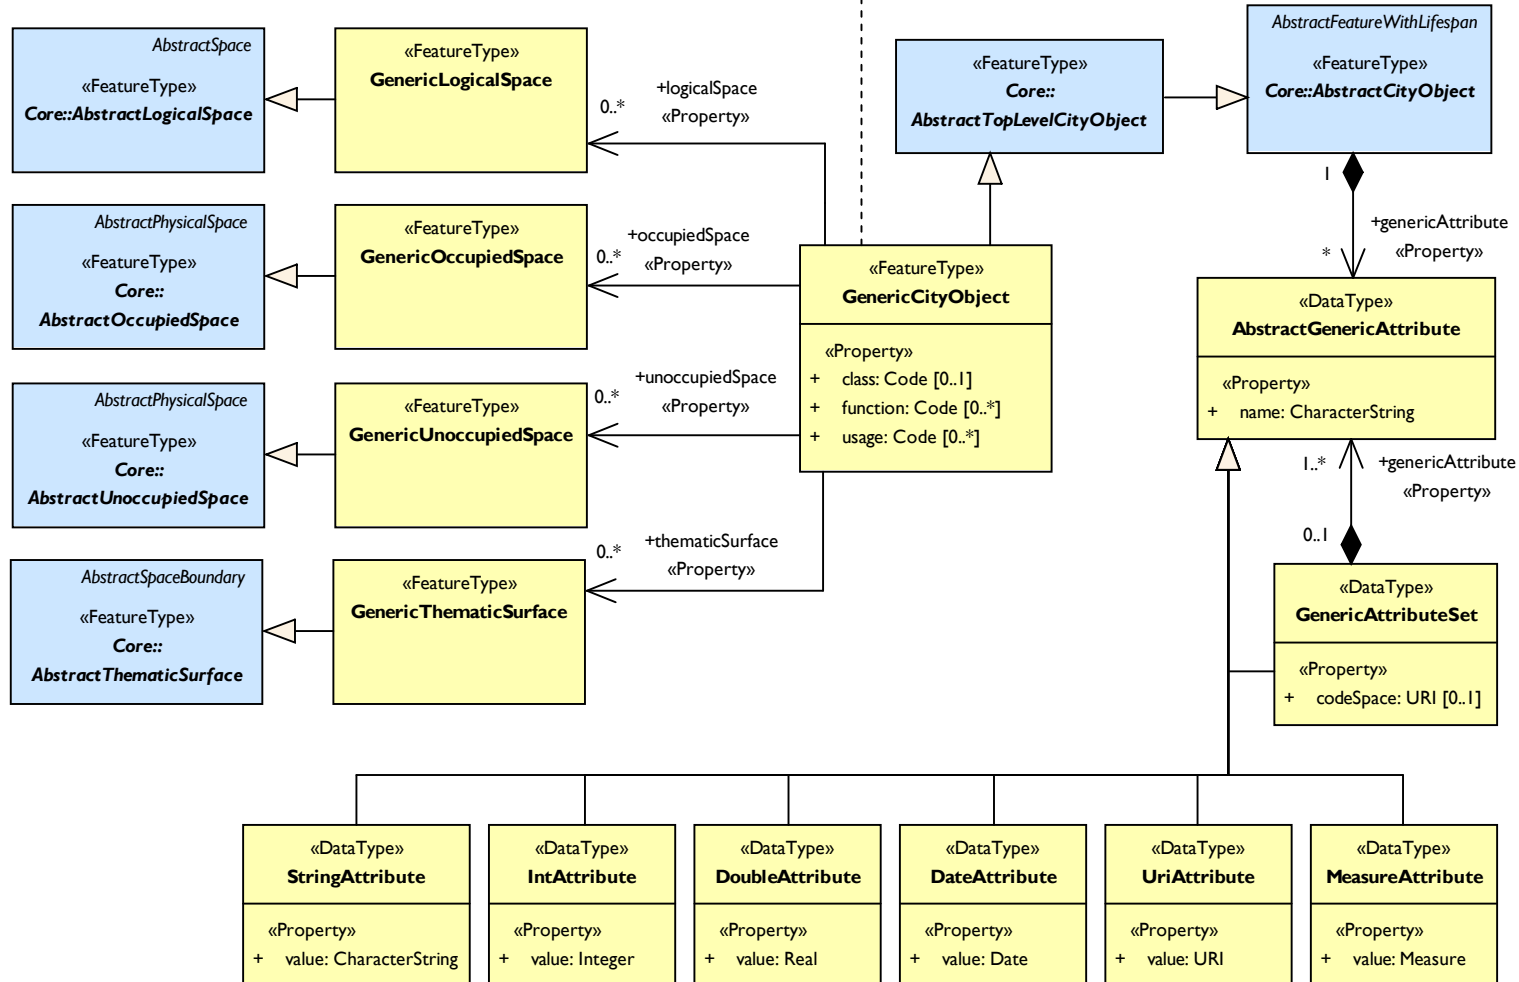 AbstractSpace
«FeatureType»
Core::AbstractLogicalSpace
«FeatureType»
GenericLogicalSpace
+logicalSpace
0..*
«Property»
«FeatureType»
Core::
AbstractTopLevelCityObject
AbstractFeatureWithLifespan
«FeatureType»
Core::AbstractCityObject
1
+genericAttribute
*
«Property»
AbstractPhysicalSpace
«FeatureType»
Core::
AbstractOccupiedSpace
«FeatureType»
GenericOccupiedSpace
+occupiedSpace
0..*
«Property»
«FeatureType»
GenericCityObject
«Property»
+ class: Code [0..1]
+ function: Code [0..*]
+ usage: Code [0..*]
«DataType»
AbstractGenericAttribute
«Property»
+ name: CharacterString
AbstractPhysicalSpace
«FeatureType»
Core::
AbstractUnoccupiedSpace
«FeatureType»
GenericUnoccupiedSpace
+unoccupiedSpace
0..*
«Property»
1..*
+genericAttribute
«Property»
0..1
«DataType»
GenericAttributeSet
«Property»
+ codeSpace: URI [0..1]
AbstractSpaceBoundary
«FeatureType»
Core::
AbstractThematicSurface
«FeatureType»
GenericThematicSurface
+thematicSurface
0..*
«Property»
«DataType»
StringAttribute
«Property»
+ value: CharacterString
«DataType»
IntAttribute
«Property»
+ value: Integer
«DataType»
DoubleAttribute
«Property»
+ value: Real
«DataType»
DateAttribute
«Property»
+ value: Date
«DataType»
UriAttribute
«Property»
+ value: URI
«DataType»
MeasureAttribute
«Property»
+ value: Measure